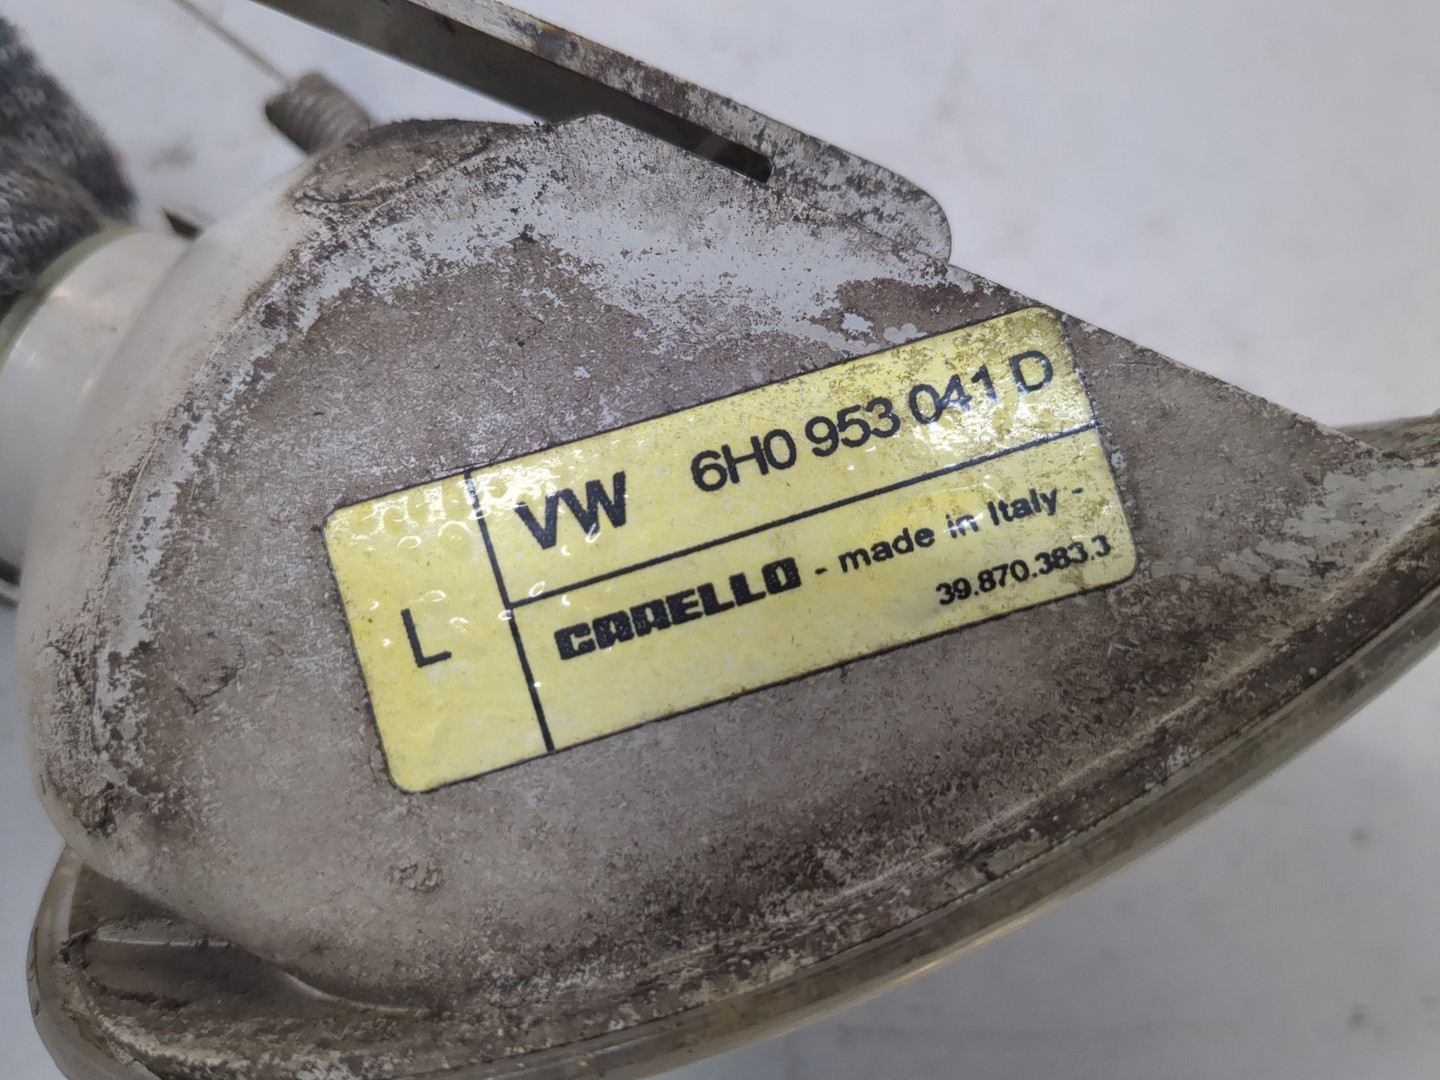 L
VW 6H0 953 041 D
CARELLO - made in Italy -
39.870.383.3